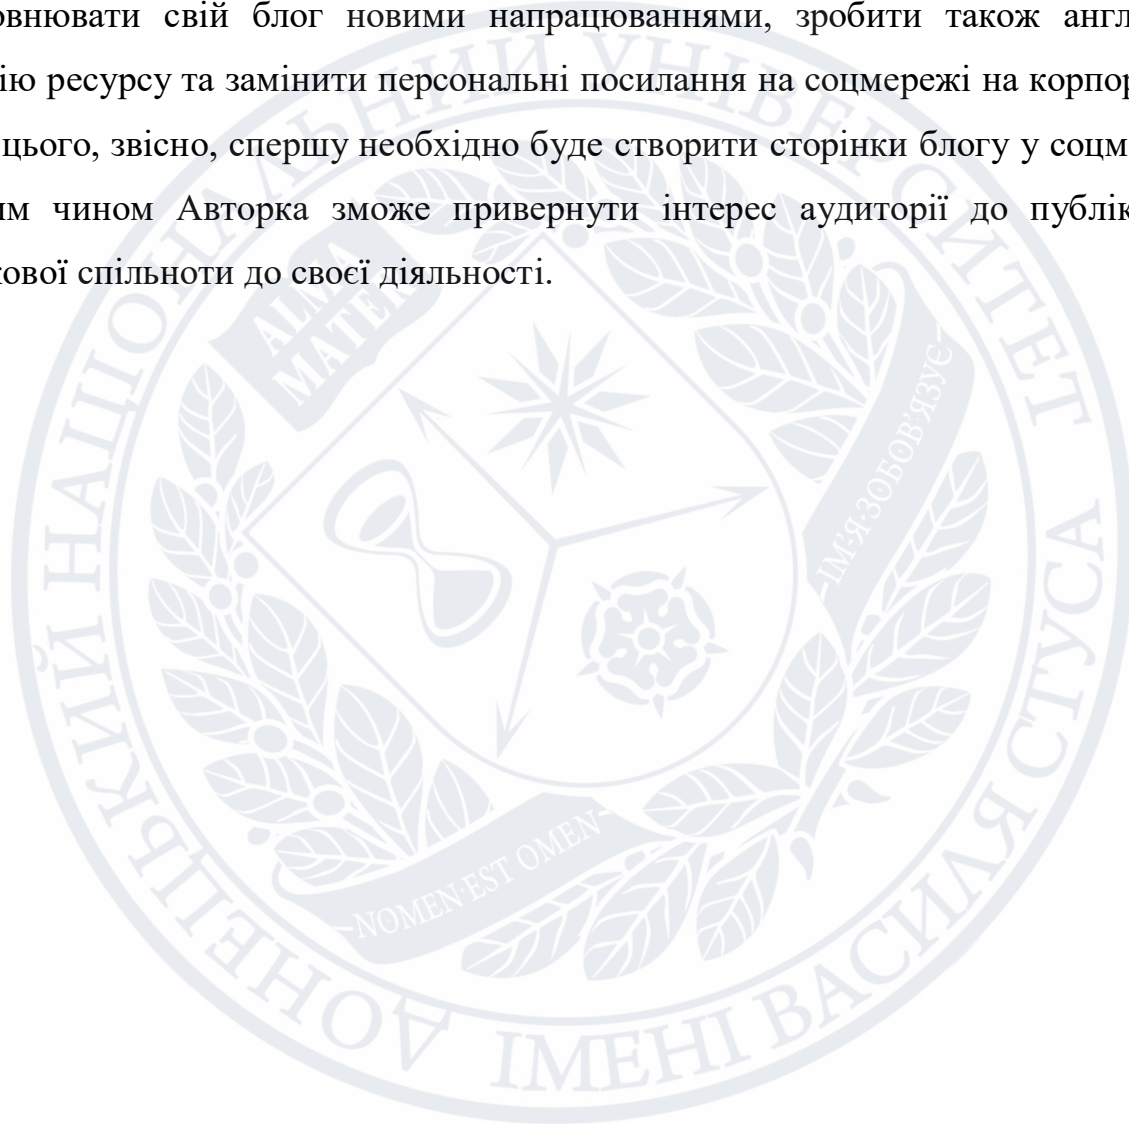 овнювати свій блог новими напрацюваннями, зробити також англ
ію ресурсу та замінити персональні посилання на соцмережі на корпор
цього, звісно, спершу необхідно буде створити сторінки блогу у соцм
им чином Авторка зможе привернути інтерес аудиторії до публік
кової спільноти до своєї діяльності.
ДОНЕЦЬКИЙ НАЦІОНАЛЬНИЙ УНІВЕРСИТЕТ
ІМЕНІ ВАСИЛЯ СТУСА
ALMA
MATER
ІМ'Я·ЗОБОВ'ЯЗУЄ
NOMEN·EST OMEN